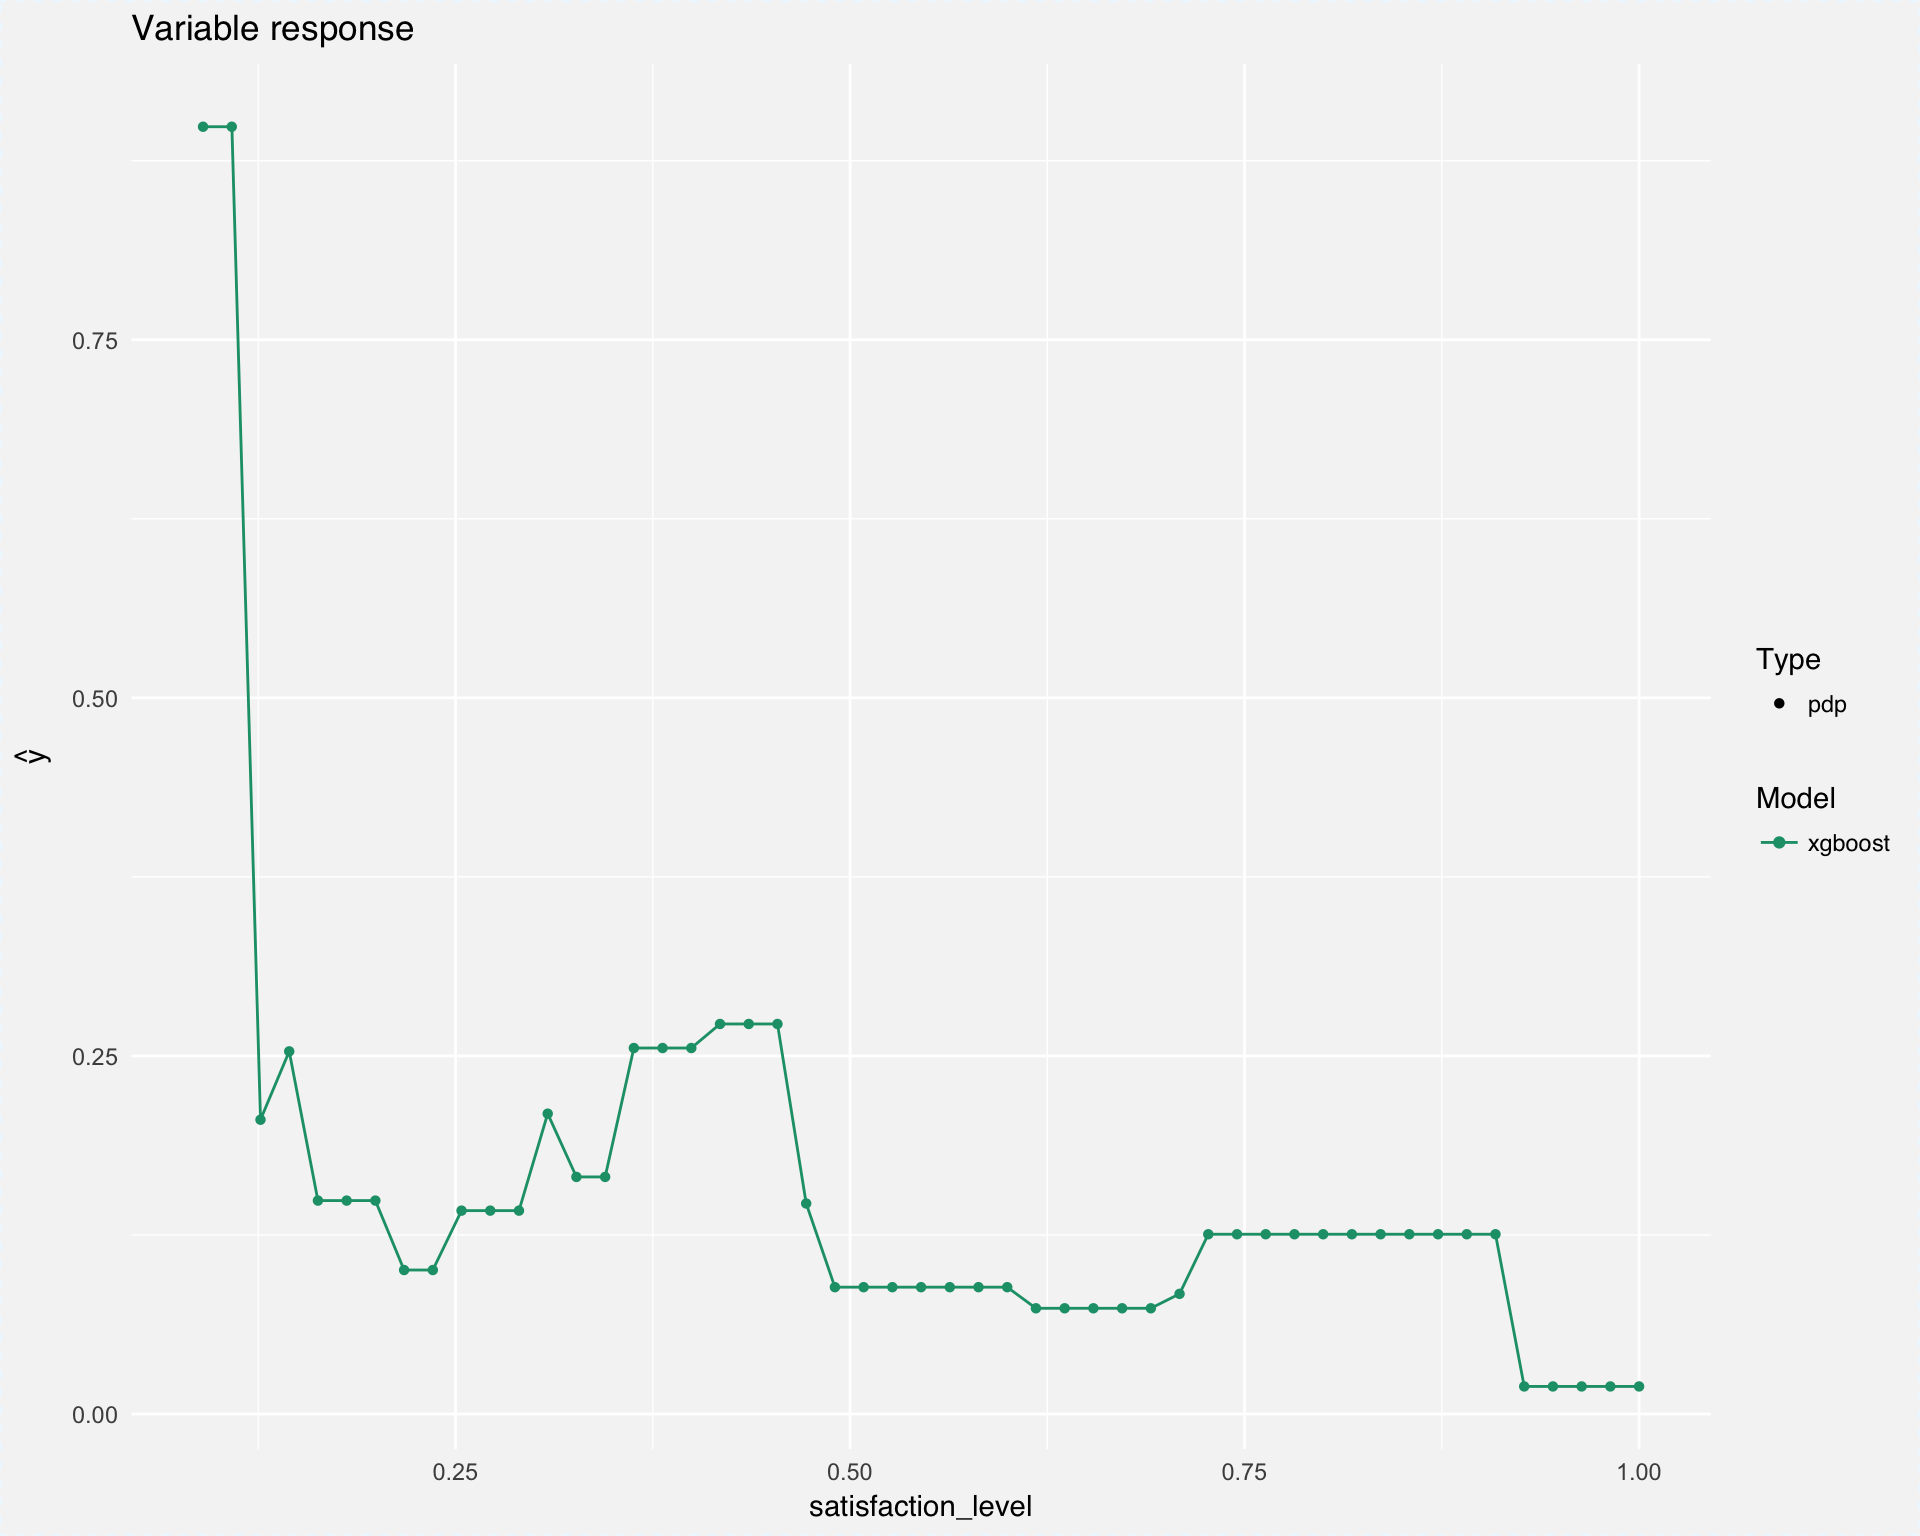 Variable response
0.75
0.50
0.25
0.00
ŷ
0.25 0.50 0.75 1.00
satisfaction_level
Type
pdp
Model
xgboost